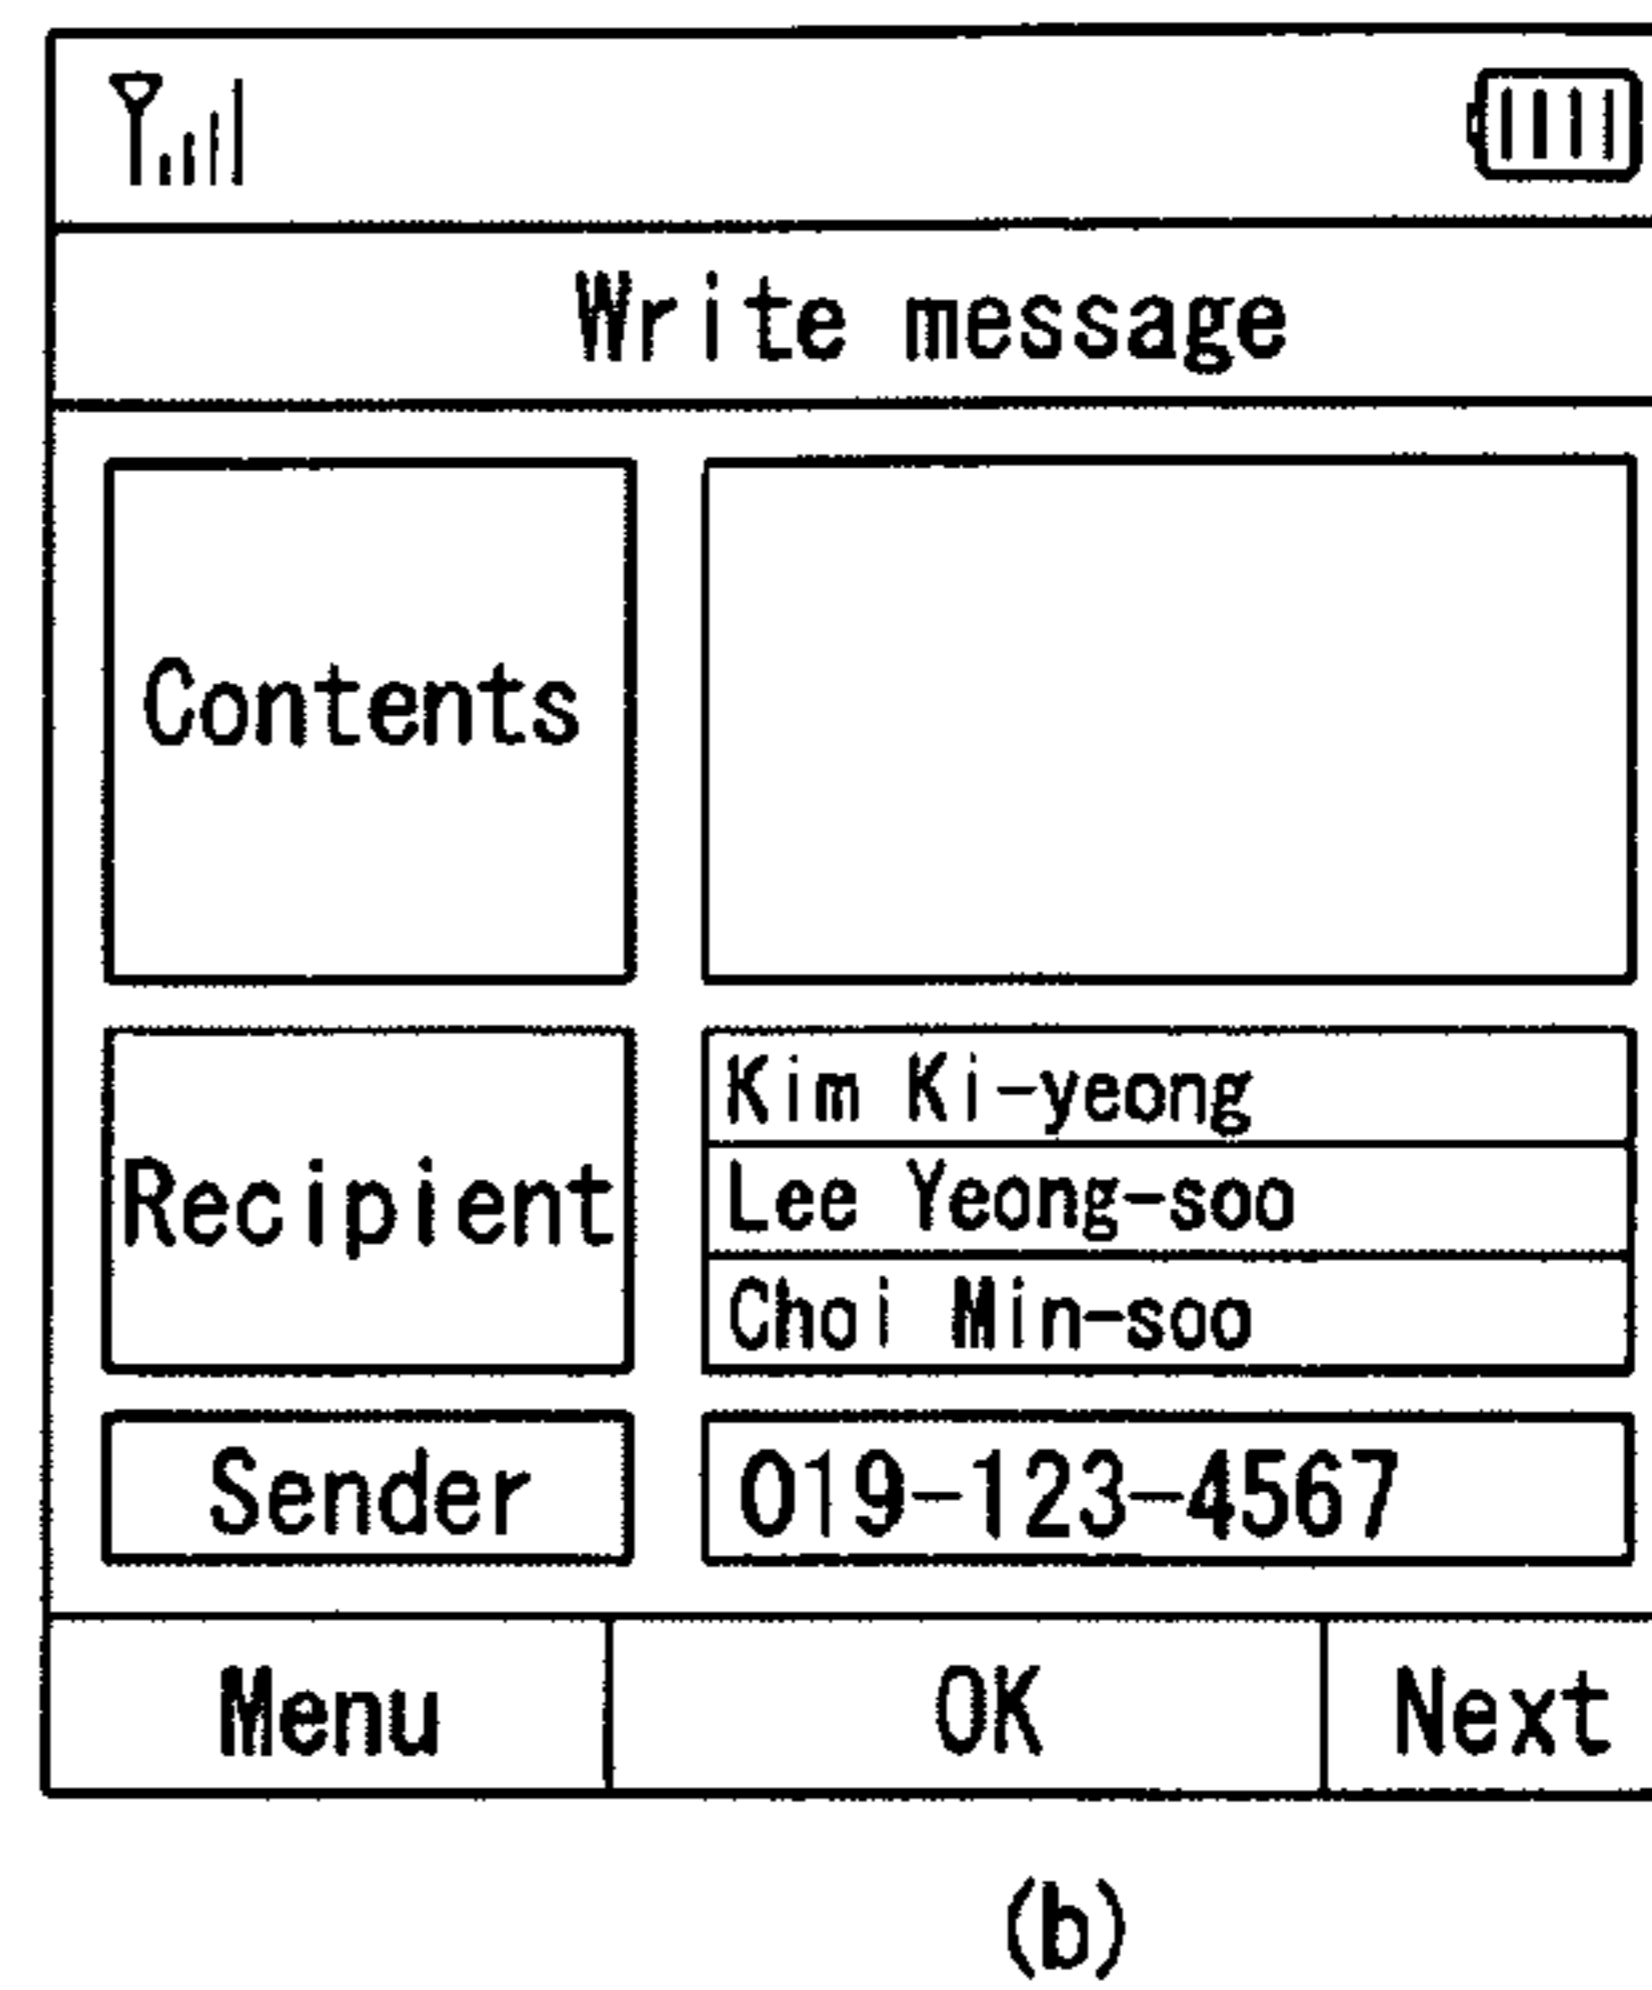 Write message
Contents
Recipient
Kim Ki-yeong
Lee Yeong-soo
Choi Min-soo
Sender
019-123-4567
Menu OK Next
(b)